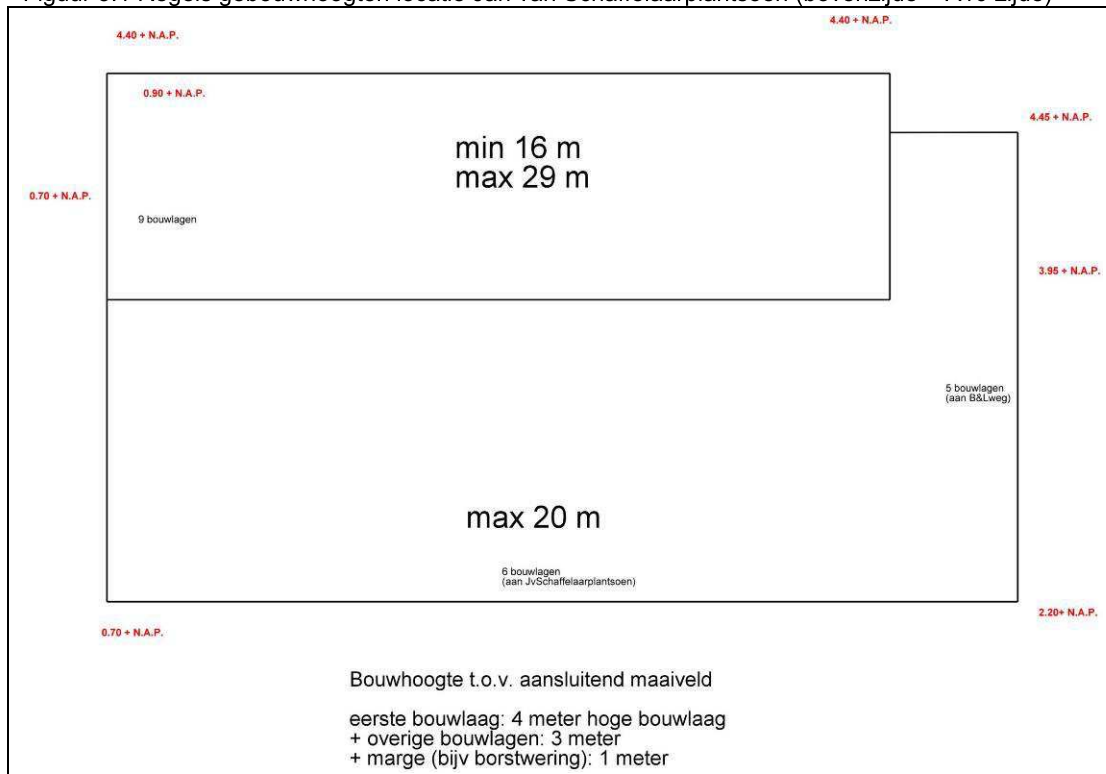 4.40 + N.A.P.
4.40 + N.A.P.
0.90 + N.A.P.
4.45 + N.A.P.
min 16 m
max 29 m
0.70 + N.A.P.
9 bouwlagen
3.95 + N.A.P.
5 bouwlagen
(aan B&Lweg)
max 20 m
6 bouwlagen
(aan JvSchaffelaarplantsoen)
2.20+ N.A.P.
0.70 + N.A.P.
Bouwhoogte t.o.v. aansluitend maaiveld
eerste bouwlaag: 4 meter hoge bouwlaag
+ overige bouwlagen: 3 meter
+ marge (bijv borstwering): 1 meter